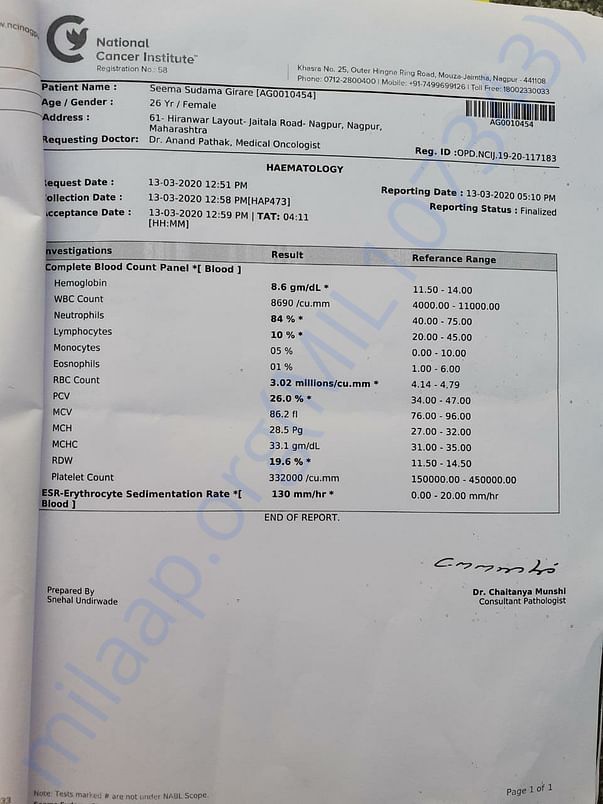 National
Cancer Institute™
Registration No.: 58
Khasra No. 25, Outer Hingna Ring Road, Mouza-Jaimtha, Nagpur - 441108
Phone: 0712-2800400 | Mobile: +91-7499699126 | Toll Free: 18002330033
Patient Name : Seema Sudama Girare [AG0010454]
Age / Gender : 26 Yr / Female
AG0010454
Address : 61- Hiranwar Layout- Jaitala Road- Nagpur, Nagpur,
Maharashtra
Requesting Doctor: Dr. Anand Pathak, Medical Oncologist
Reg. ID :OPD.NCIJ.19-20-117183
HAEMATOLOGY
equest Date : 13-03-2020 12:51 PM
Reporting Date : 13-03-2020 05:10 PM
ollection Date : 13-03-2020 12:58 PM[HAP473]
Reporting Status : Finalized
cceptance Date : 13-03-2020 12:59 PM | TAT: 04:11
[HH:MM]
nvestigations Result Referance Range
Complete Blood Count Panel *[ Blood ]
Hemoglobin 8.6 gm/dL * 11.50 - 14.00
WBC Count 8690 /cu.mm 4000.00 - 11000.00
Neutrophils 84 % * 40.00 - 75.00
Lymphocytes 10 % * 20.00 - 45.00
Monocytes 05 % 0.00 - 10.00
Eosnophils 01 % 1.00 - 6.00
RBC Count 3.02 millions/cu.mm * 4.14 - 4.79
PCV 26.0 % * 34.00 - 47.00
MCV 86.2 fl 76.00 - 96.00
MCH 28.5 Pg 27.00 - 32.00
MCHC 33.1 gm/dL 31.00 - 35.00
RDW 19.6 % * 11.50 - 14.50
Platelet Count 332000 /cu.mm 150000.00 - 450000.00
ESR-Erythrocyte Sedimentation Rate *[ 130 mm/hr * 0.00 - 20.00 mm/hr
Blood ]
END OF REPORT.
Prepared By
Snehal Undirwade
Dr. Chaitanya Munshi
Consultant Pathologist
Note: Tests marked # are not under NABL Scope.
Page 1 of 1